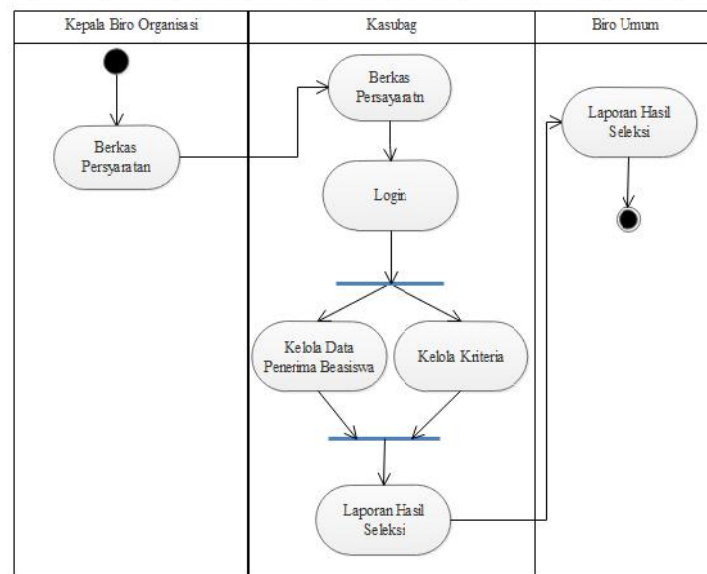 Kepala Biro Organisasi
Kasubag
Biro Umum
Berkas
Persyaratan
Berkas
Persayaratn
Login
Kelola Data
Penerima Beasiswa
Kelola Kriteria
Laporan Hasil
Seleksi
Laporan Hasil
Seleksi